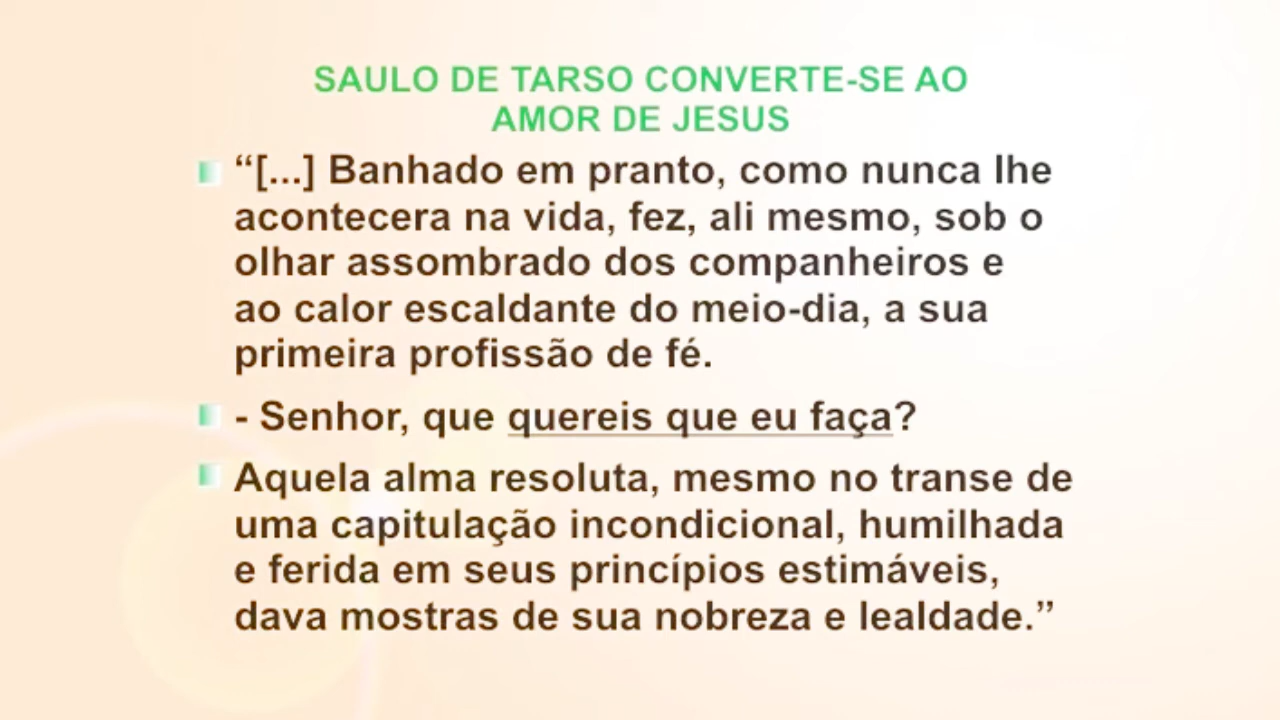 SAULO DE TARSO CONVERTE-SE AO
AMOR DE JESUS
“[...] Banhado em pranto, como nunca lhe
acontecera na vida, fez, ali mesmo, sob o
olhar assombrado dos companheiros e
ao calor escaldante do meio-dia, a sua
primeira profissão de fé.
- Senhor, que quereis que eu faça?
Aquela alma resoluta, mesmo no transe de
uma capitulação incondicional, humilhada
e ferida em seus princípios estimáveis,
dava mostras de sua nobreza e lealdade.”